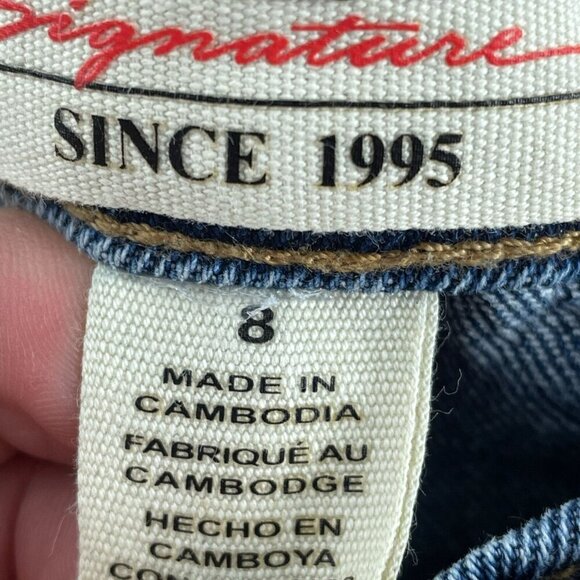 Signature
SINCE 1995
8
MADE IN
CAMBODIA
FABRIQUÉ AU
CAMBODGE
HECHO EN
CAMBOYA